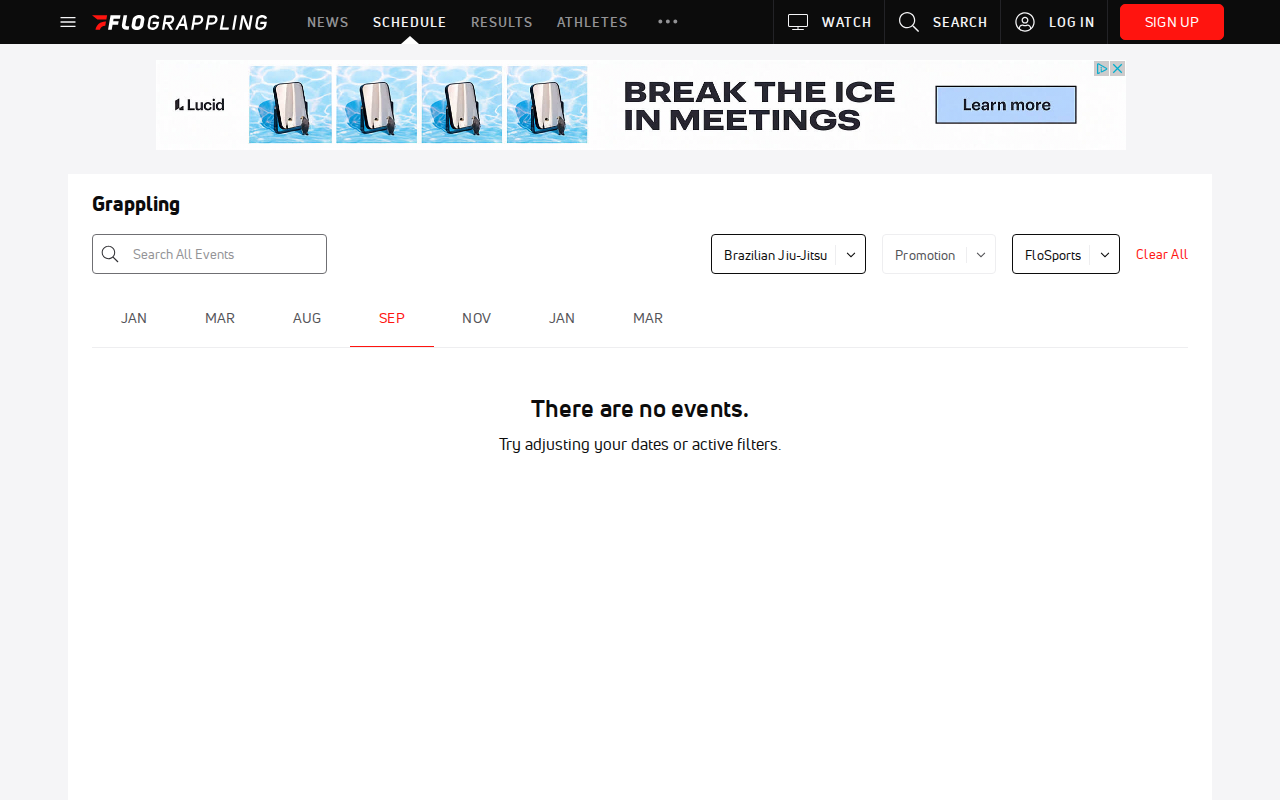 FLOGRAPPLING
NEWS
SCHEDULE
RESULTS
ATHLETES
WATCH
SEARCH
LOG IN
SIGN UP
Lucid
BREAK THE ICE
IN MEETINGS
Learn more
Grappling
Search All Events
Brazilian Jiu-Jitsu
Promotion
FloSports
Clear All
JAN
MAR
AUG
SEP
NOV
JAN
MAR
There are no events.
Try adjusting your dates or active filters.